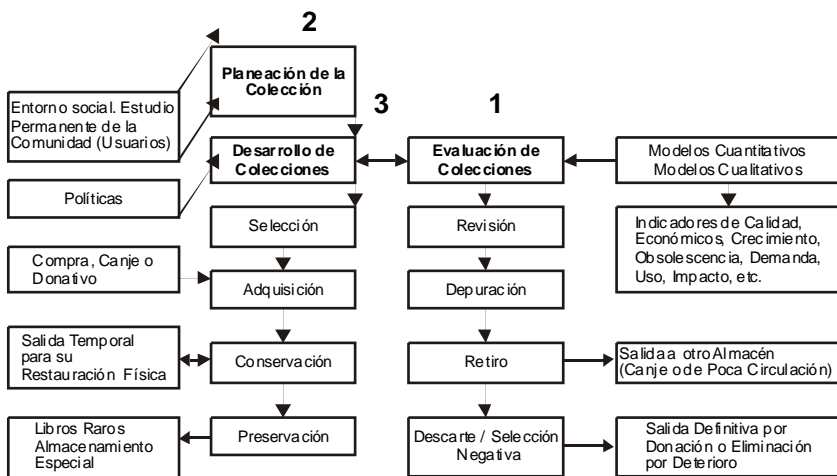 2
Planeación de la
Colección
3
1
Entorno social. Estudio
Permanente de la
Comunidad (Usuarios)
Desarrollo de
Colecciones
Evaluación de
Colecciones
Modelos Cuantitativos
Modelos Cualitativos
Políticas
Selección
Revisión
Indicadores de Calidad,
Económicos, Crecimiento,
Obsolescencia, Demanda,
Uso, Impacto, etc.
Compra, Canje o
Donativo
Adquisición
Depuración
Salida Temporal
para su
Restauración Física
Conservación
Retiro
Salida a otro Almacén
(Canje o de Poca Circulación)
Libros Raros
Almacenamiento
Especial
Preservación
Descarte / Selección
Negativa
Salida Definitiva por
Donación o Eliminación
por Deterioro